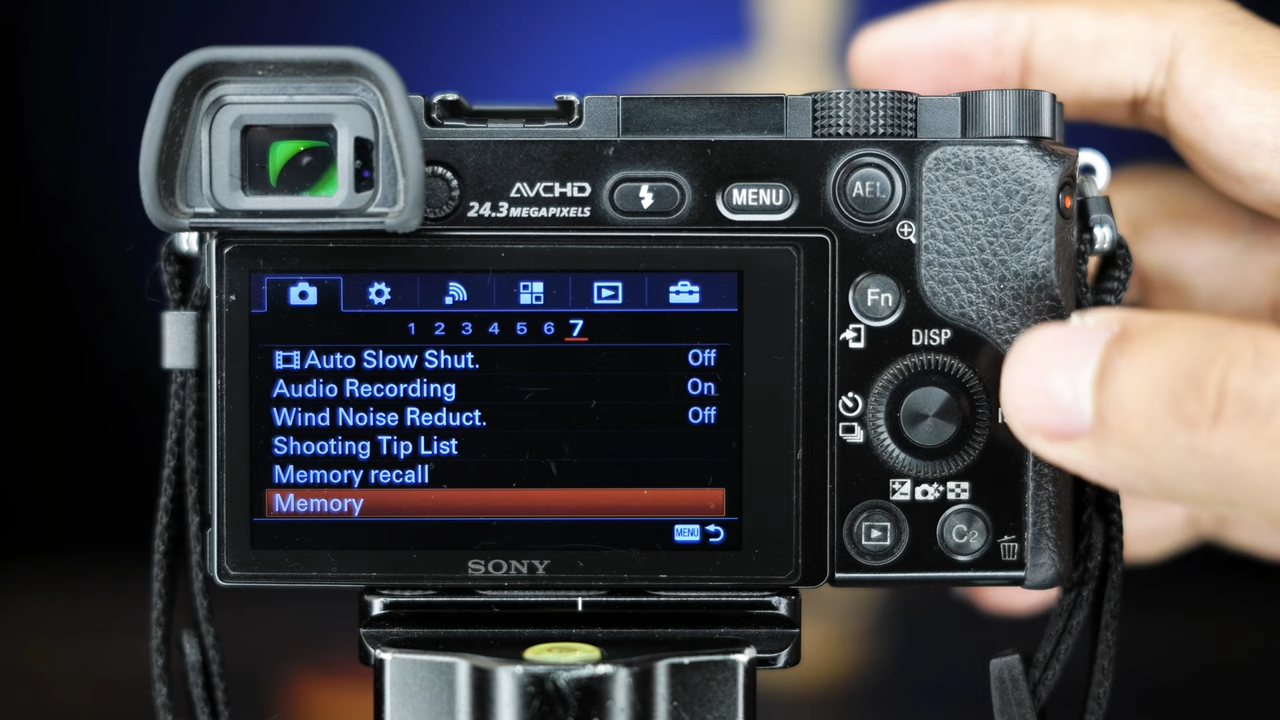 AVCHD
24.3 MEGAPIXELS
MENU
AEL
Fn
DISP
1 2 3 4 5 6 7
Auto Slow Shut. Off
Audio Recording On
Wind Noise Reduct. Off
Shooting Tip List
Memory recall
Memory
MENU
C2
SONY